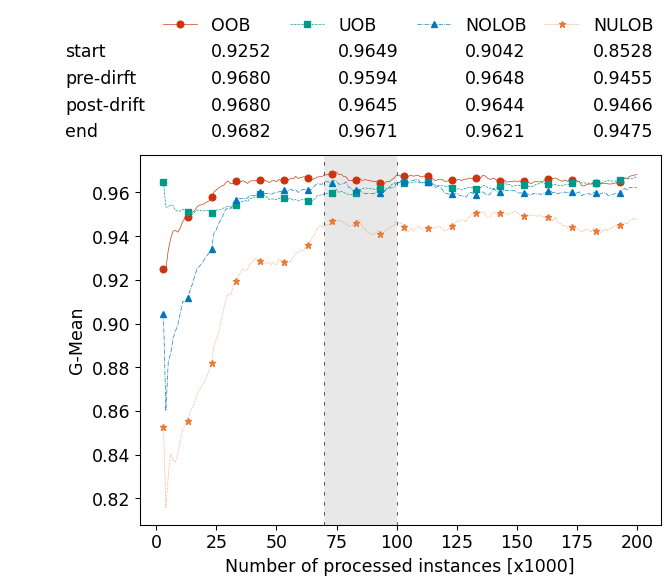 OOB UOB NOLOB NULOB
start 0.9252 0.9649 0.9042 0.8528
pre-dirft 0.9680 0.9594 0.9648 0.9455
post-drift 0.9680 0.9645 0.9644 0.9466
end 0.9682 0.9671 0.9621 0.9475
0.96
0.94
0.92
0.90
0.88
0.86
0.84
0.82
G-Mean
0 25 50 75 100 125 150 175 200
Number of processed instances [x1000]